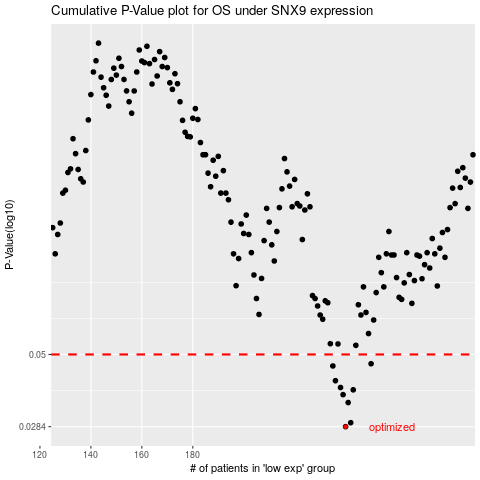 Cumulative P-Value plot for OS under SNX9 expression
P-Value(log10)
0.05
0.0284
optimized
120 140 160 180
# of patients in 'low exp' group